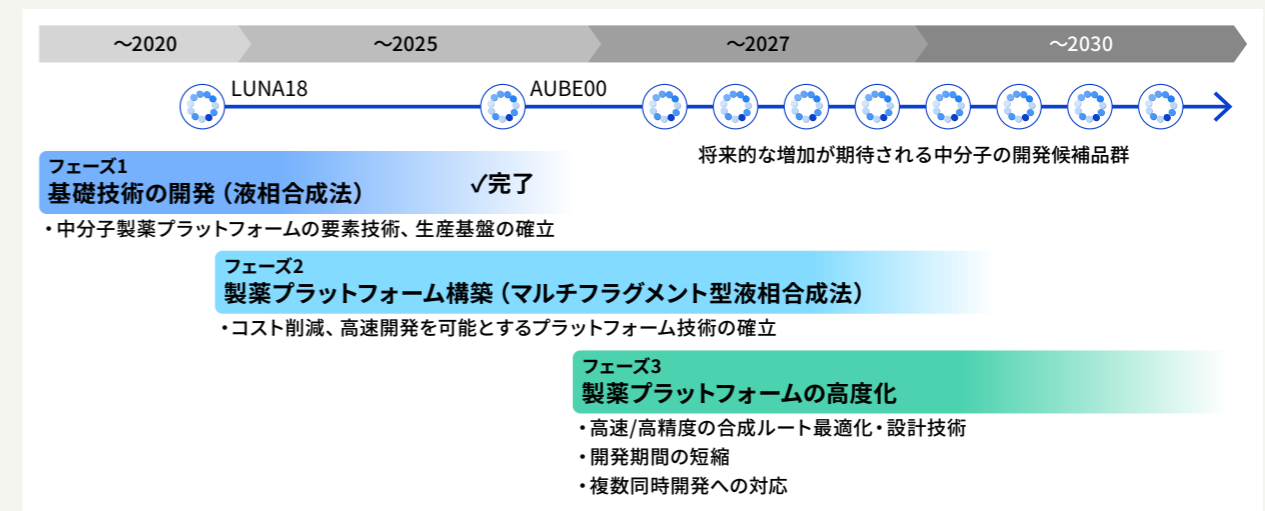 ～2020
～2025
～2027
～2030
LUNA18
AUBE00
将来的な増加が期待される中分子の開発候補品群
フェーズ1
基礎技術の開発（液相合成法）
✓完了
・中分子製薬プラットフォームの要素技術、生産基盤の確立
フェーズ2
製薬プラットフォーム構築（マルチフラグメント型液相合成法）
・コスト削減、高速開発を可能とするプラットフォーム技術の確立
フェーズ3
製薬プラットフォームの高度化
・高速/高精度の合成ルート最適化・設計技術
・開発期間の短縮
・複数同時開発への対応